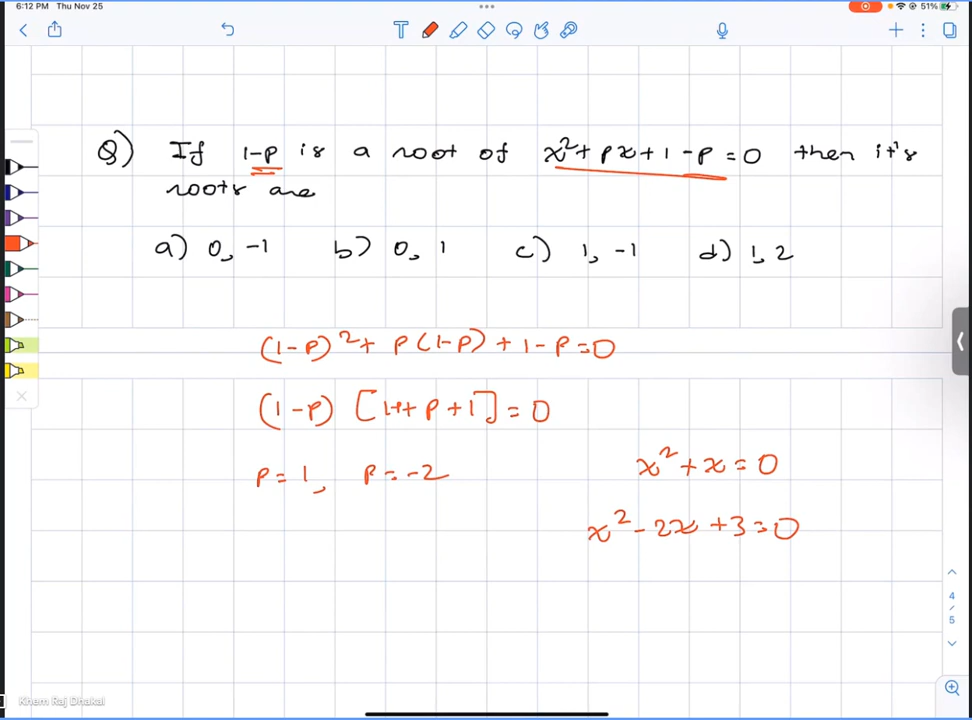 6:12 PM Thu Nov 25
51%
Q) If 1-p is a root of x²+px+1-p=0 then it's
roots are
a) 0, -1 b) 0, 1 c) 1, -1 d) 1, 2
(1-p)²+ p(1-p)+1-p=0
(1-p) [ + p+1]=0
x²+x=0
p=1, p=-2
x²-2x+3=0
4
/
5
Khem Raj Dhakal